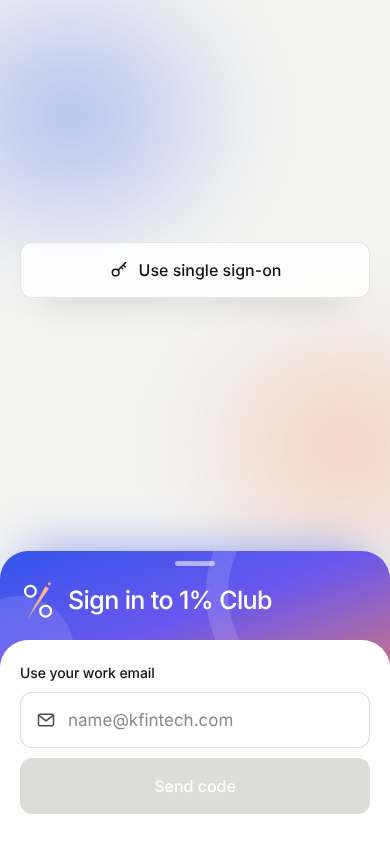 Use single sign-on
Sign in to 1% Club
Use your work email
name@kfintech.com
Send code